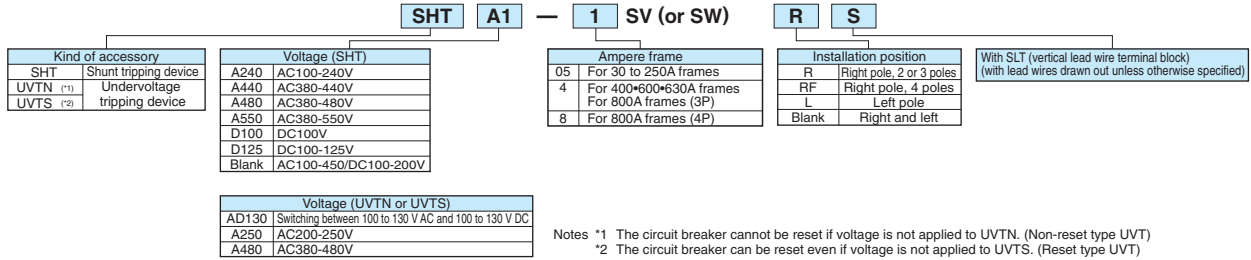 SHT A1 — 1 SV (or SW) R S
Kind of accessory
SHT Shunt tripping device
UVTN (*1) Undervoltage tripping device
UVTS (*2)
Voltage (SHT)
A240 AC100-240V
A440 AC380-440V
A480 AC380-480V
A550 AC380-550V
D100 DC100V
D125 DC100-125V
Blank AC100-450/DC100-200V
Ampere frame
05 For 30 to 250A frames
4 For 400•600•630A frames
For 800A frames (3P)
8 For 800A frames (4P)
Installation position
R Right pole, 2 or 3 poles
RF Right pole, 4 poles
L Left pole
Blank Right and left
With SLT (vertical lead wire terminal block)
(with lead wires drawn out unless otherwise specified)
Voltage (UVTN or UVTS)
AD130 Switching between 100 to 130 V AC and 100 to 130 V DC
A250 AC200-250V
A480 AC380-480V
Notes *1 The circuit breaker cannot be reset if voltage is not applied to UVTN. (Non-reset type UVT)
*2 The circuit breaker can be reset even if voltage is not applied to UVTS. (Reset type UVT)